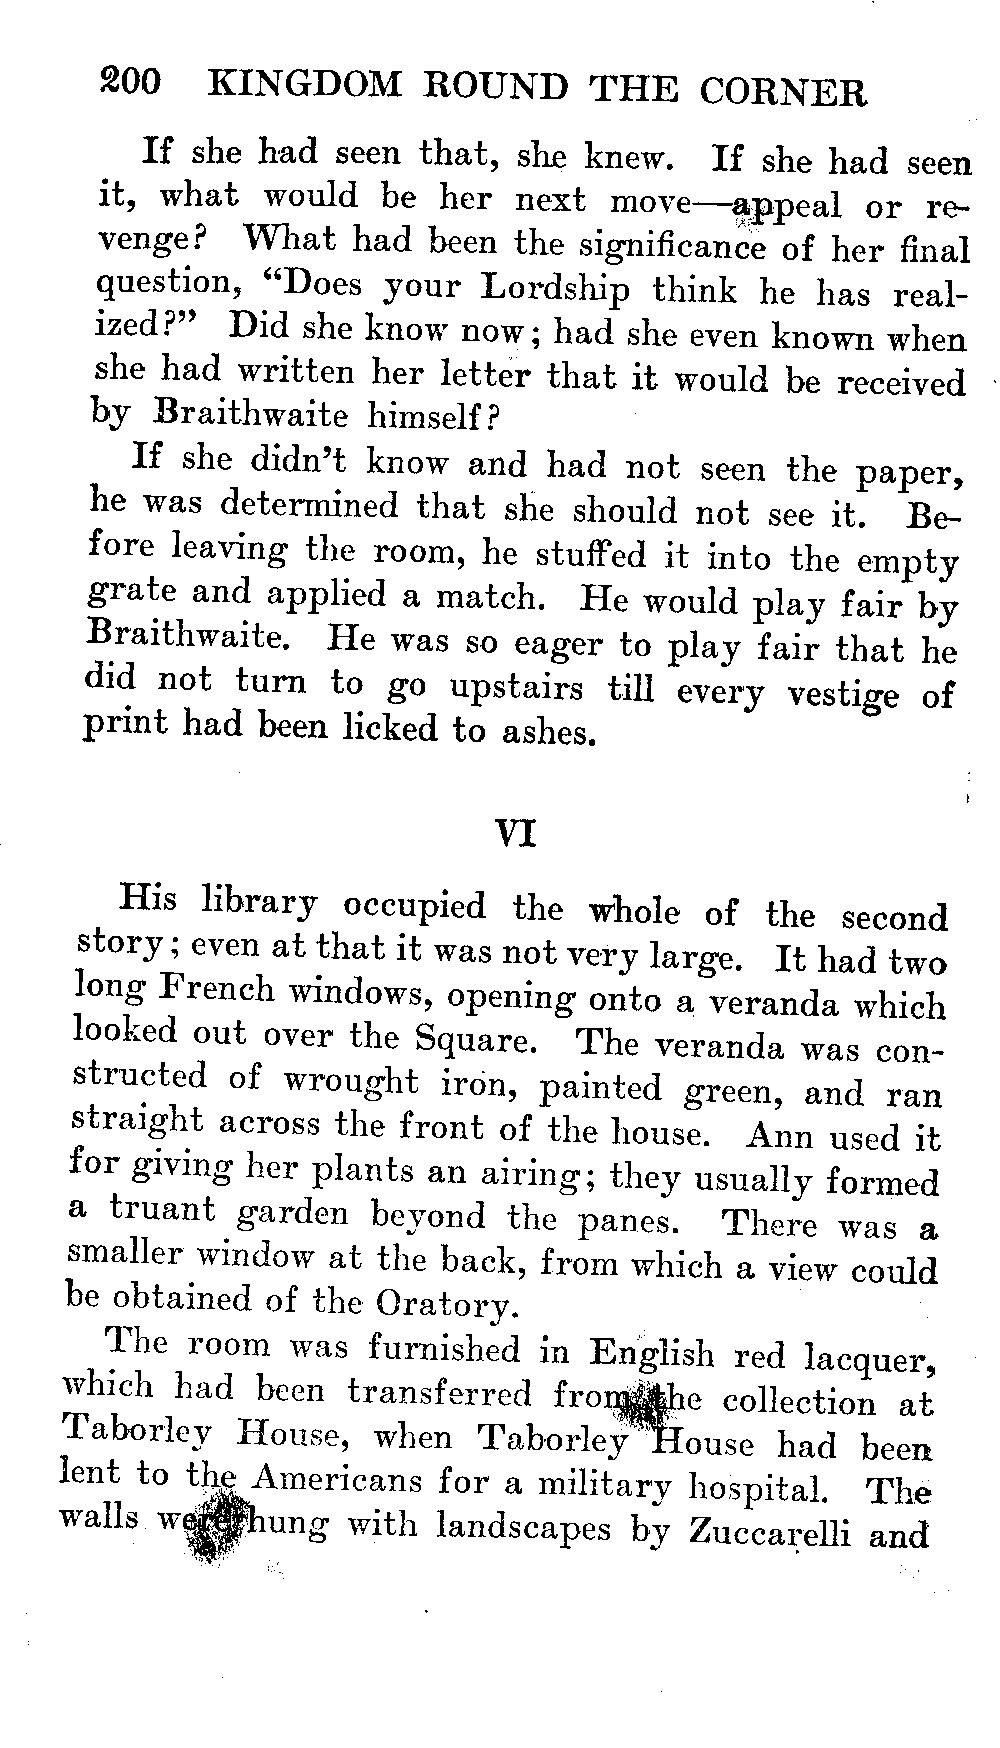 200 KINGDOM ROUND THE CORNER
If she had seen that, she knew. If she had seen
it, what would be her next move—appeal or re-
venge? What had been the significance of her final
question, “Does your Lordship think he has real-
ized?” Did she know now; had she even known when
she had written her letter that it would be received
by Braithwaite himself?
If she didn’t know and had not seen the paper,
he was determined that she should not see it. Be-
fore leaving the room, he stuffed it into the empty
grate and applied a match. He would play fair by
Braithwaite. He was so eager to play fair that he
did not turn to go upstairs till every vestige of
print had been licked to ashes.
VI
His library occupied the whole of the second
story; even at that it was not very large. It had two
long French windows, opening onto a veranda which
looked out over the Square. The veranda was con-
structed of wrought iron, painted green, and ran
straight across the front of the house. Ann used it
for giving her plants an airing; they usually formed
a truant garden beyond the panes. There was a
smaller window at the back, from which a view could
be obtained of the Oratory.
The room was furnished in English red lacquer,
which had been transferred from the collection at
Taborley House, when Taborley House had been
lent to the Americans for a military hospital. The
walls were hung with landscapes by Zuccarelli and